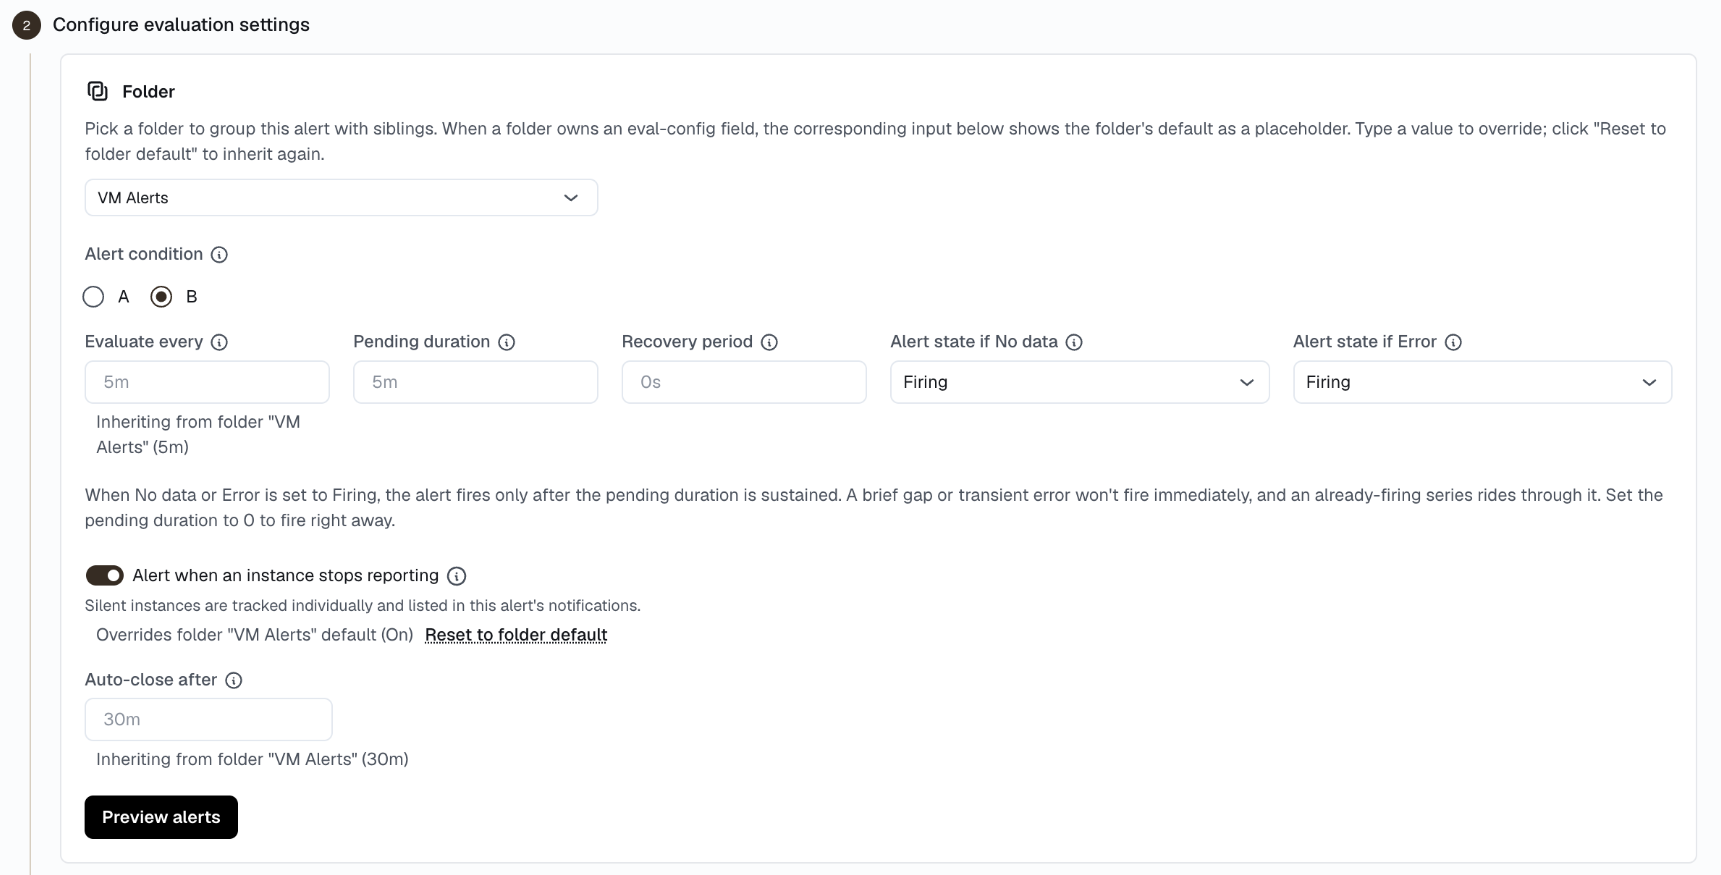 2 Configure evaluation settings
Folder
Pick a folder to group this alert with siblings. When a folder owns an eval-config field, the corresponding input below shows the folder's default as a placeholder. Type a value to override; click "Reset to
folder default" to inherit again.
VM Alerts
Alert condition
A B
Evaluate every Pending duration Recovery period Alert state if No data Alert state if Error
5m 5m 0s Firing Firing
Inheriting from folder "VM
Alerts" (5m)
When No data or Error is set to Firing, the alert fires only after the pending duration is sustained. A brief gap or transient error won't fire immediately, and an already-firing series rides through it. Set the
pending duration to 0 to fire right away.
Alert when an instance stops reporting
Silent instances are tracked individually and listed in this alert's notifications.
Overrides folder "VM Alerts" default (On) Reset to folder default
Auto-close after
30m
Inheriting from folder "VM Alerts" (30m)
Preview alerts